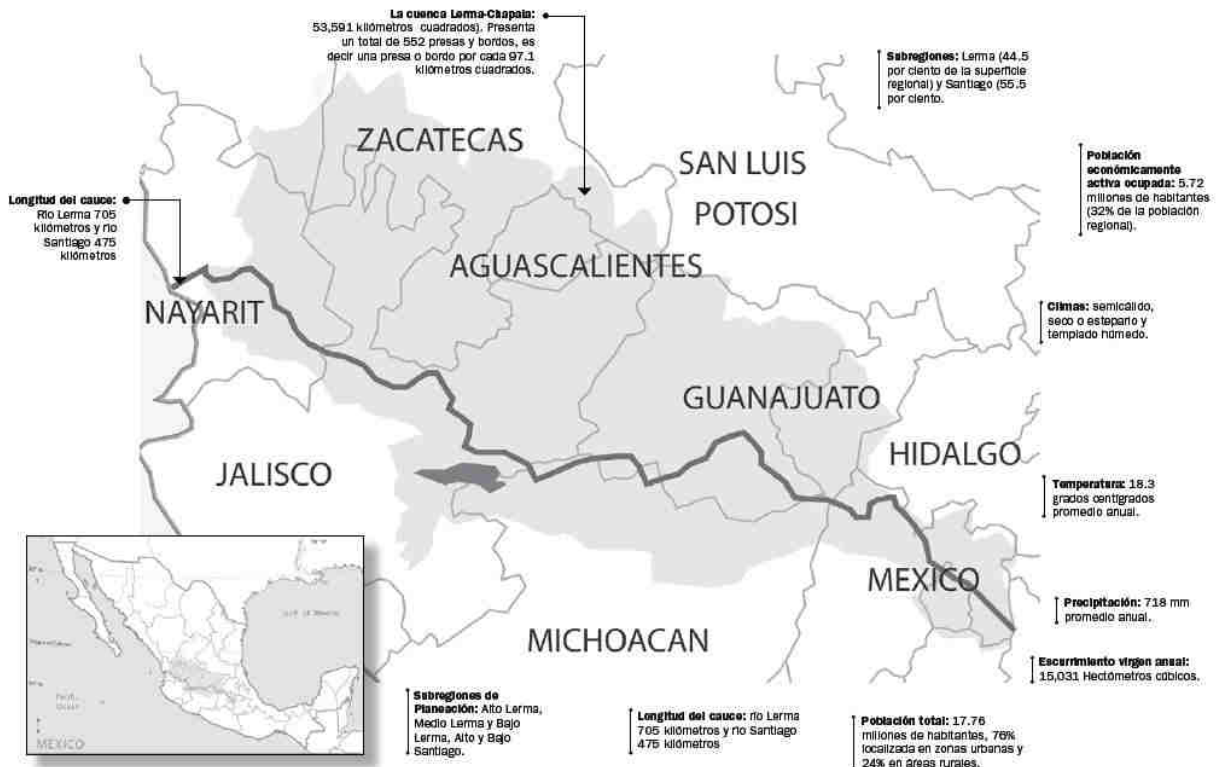 La cuenca Lerma-Chapala:
53,591 kilómetros cuadrados). Presenta
un total de 552 presas y bordos, es
decir una presa o bordo por cada 97.1
kilómetros cuadrados.
Subregiones: Lerma (44.5
por ciento de la superficie
regional) y Santiago (55.5
por ciento.
ZACATECAS
SAN LUIS
POTOSI
Población
económicamente
activa ocupada: 5.72
millones de habitantes
(32% de la población
regional).
Longitud del cauce:
Río Lerma 705
kilómetros y río
Santiago 475
kilómetros
AGUASCALIENTES
NAYARIT
Climas: semicálido,
seco o estepario y
templado húmedo.
GUANAJUATO
HIDALGO
JALISCO
Temperatura: 18.3
grados centígrados
promedio anual.
MEXICO
Precipitación: 718 mm
promedio anual.
MICHOACAN
Escurrimiento virgen anual:
15,031 Hectómetros cúbicos.
Gulf of Mexico
Pacific
Ocean
MEXICO
Subregiones de
Planeación: Alto Lerma,
Medio Lerma y Bajo
Lerma, Alto y Bajo
Santiago.
Longitud del cauce: río Lerma
705 kilómetros y río Santiago
475 kilómetros
Población total: 17.76
millones de habitantes, 76%
localizada en zonas urbanas y
24% en áreas rurales.